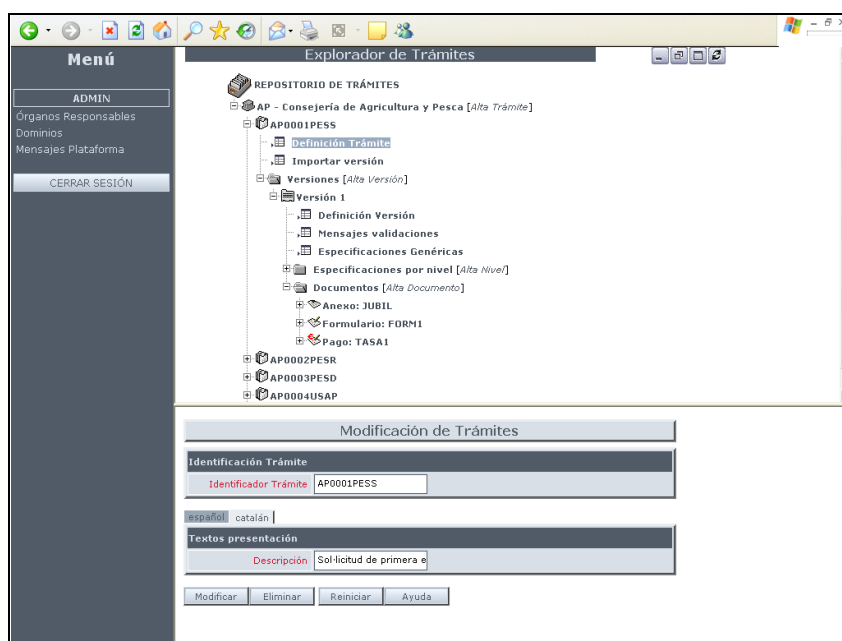 Menú
ADMIN
Órganos Responsables
Dominios
Mensajes Plataforma
CERRAR SESIÓN
Explorador de Trámites
REPOSITORIO DE TRÁMITES
AP - Consejería de Agricultura y Pesca [Alta Trámite]
AP0001PESS
Definición Trámite
Importar versión
Versiones [Alta Versión]
Versión 1
Definición Versión
Mensajes validaciones
Especificaciones Genéricas
Especificaciones por nivel [Alta Nivel]
Documentos [Alta Documento]
Anexo: JUBIL
Formulario: FORM1
Pago: TASA1
AP0002PESR
AP0003PESD
AP0004USAP
Modificación de Trámites
Identificación Trámite
Identificador Trámite AP0001PESS
español catalán
Textos presentación
Descripción Sol·licitud de primera e
Modificar Eliminar Reiniciar Ayuda